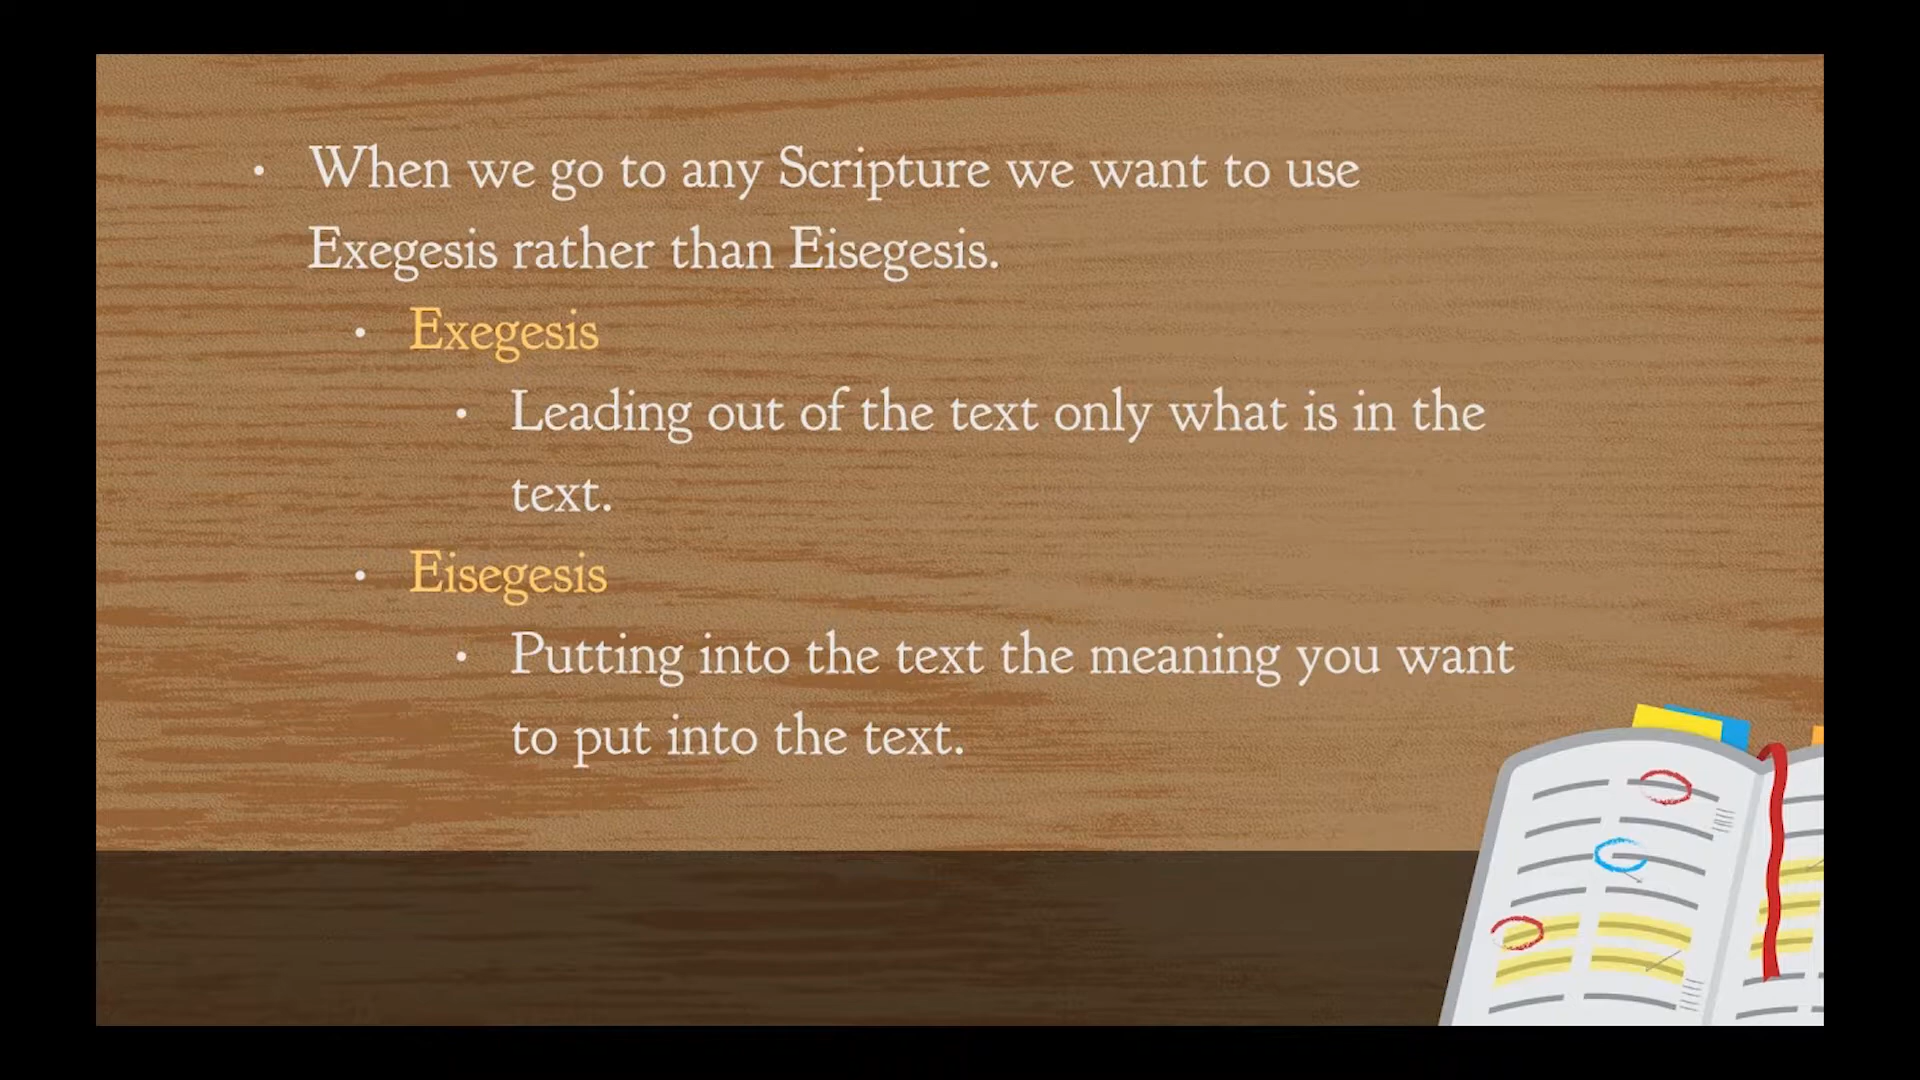 • When we go to any Scripture we want to use
Exegesis rather than Eisegesis.
• Exegesis
• Leading out of the text only what is in the
text.
• Eisegesis
• Putting into the text the meaning you want
to put into the text.